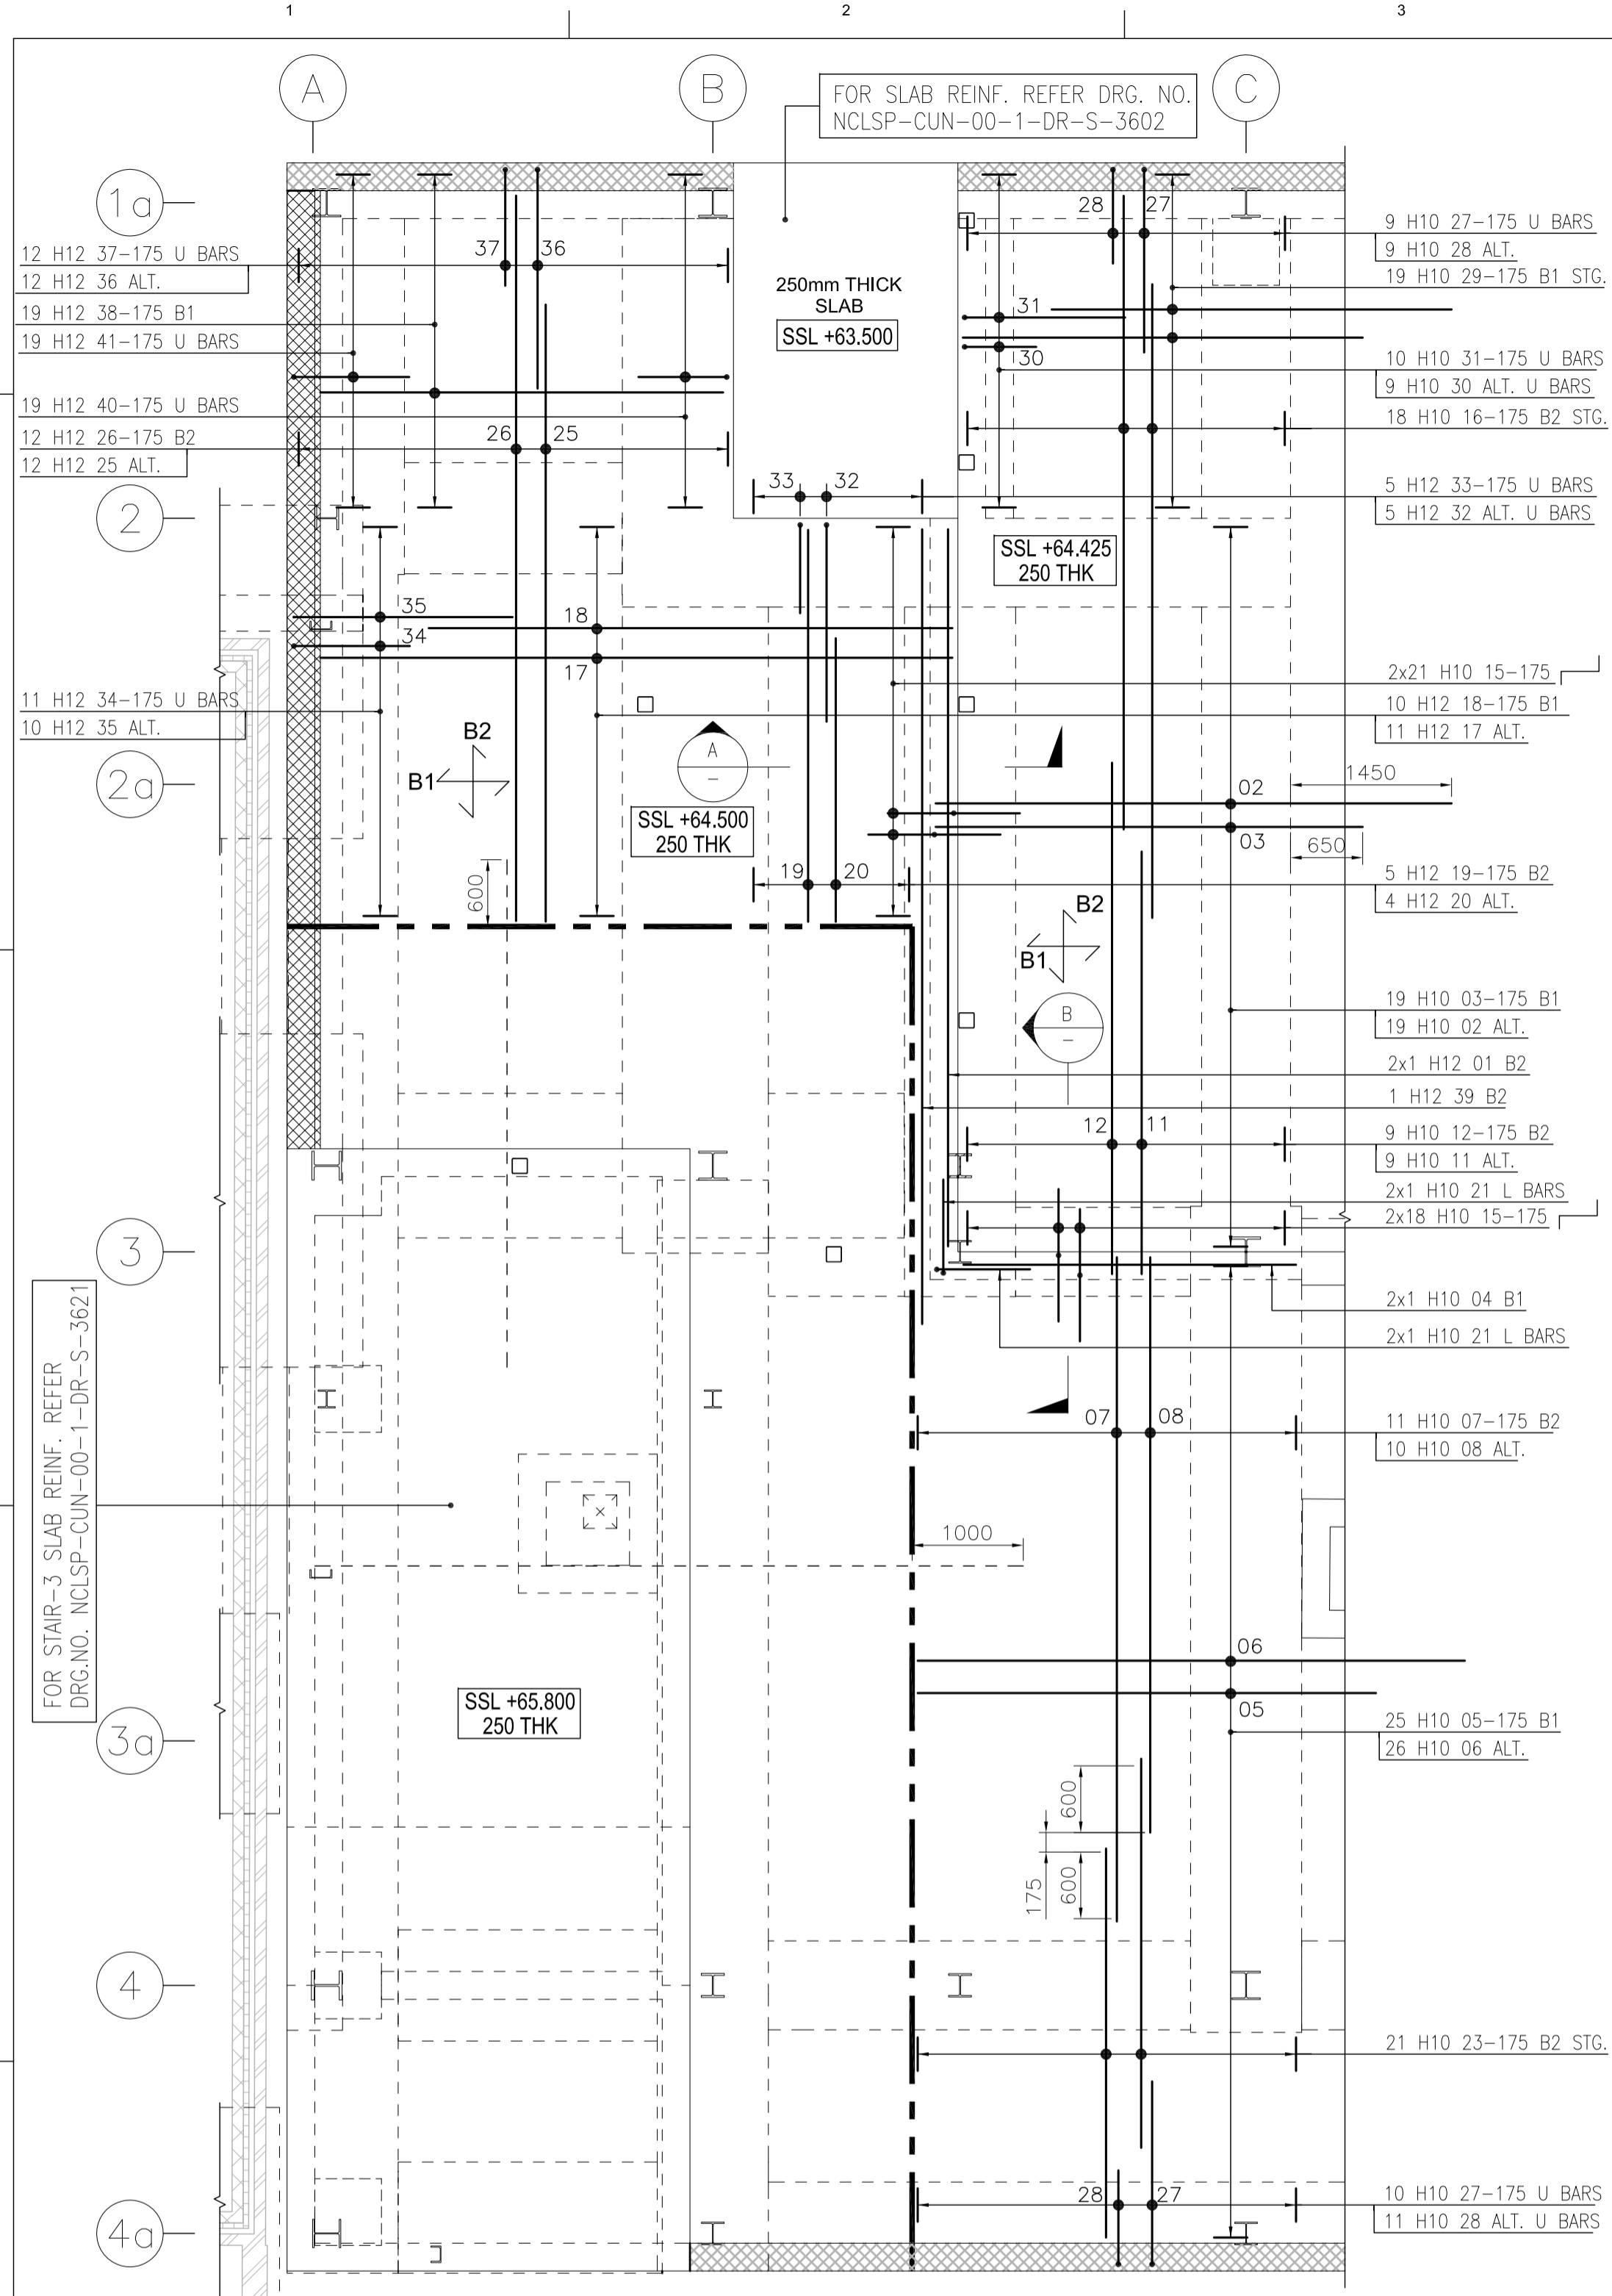 1
2
3
A
B
C
FOR SLAB REINF. REFER DRG. NO.
NCLSP-CUN-00-1-DR-S-3602
1a
28
27
9 H10 27-175 U BARS
9 H10 28 ALT.
12 H12 37-175 U BARS
12 H12 36 ALT.
37
36
19 H10 29-175 B1 STG.
250mm THICK
SLAB
SSL +63.500
31
30
19 H12 38-175 B1
19 H12 41-175 U BARS
10 H10 31-175 U BARS
9 H10 30 ALT. U BARS
19 H12 40-175 U BARS
18 H10 16-175 B2 STG.
12 H12 26-175 B2
12 H12 25 ALT.
26
25
33
32
5 H12 33-175 U BARS
5 H12 32 ALT. U BARS
2
SSL +64.425
250 THK
35
34
18
17
2x21 H10 15-175
11 H12 34-175 U BARS
10 H12 35 ALT.
10 H12 18-175 B1
11 H12 17 ALT.
B2
B1
A
-
2a
1450
02
03
650
SSL +64.500
250 THK
600
19
20
5 H12 19-175 B2
4 H12 20 ALT.
B2
B1
B
-
19 H10 03-175 B1
19 H10 02 ALT.
2x1 H12 01 B2
1 H12 39 B2
12
11
9 H10 12-175 B2
9 H10 11 ALT.
2x1 H10 21 L BARS
2x18 H10 15-175
3
2x1 H10 04 B1
2x1 H10 21 L BARS
FOR STAIR-3 SLAB REINF. REFER
DRG.NO. NCLSP-CUN-00-1-DR-S-3621
07
08
11 H10 07-175 B2
10 H10 08 ALT.
1000
06
05
SSL +65.800
250 THK
3a
25 H10 05-175 B1
26 H10 06 ALT.
600
175
600
4
21 H10 23-175 B2 STG.
28
27
10 H10 27-175 U BARS
11 H10 28 ALT. U BARS
4a